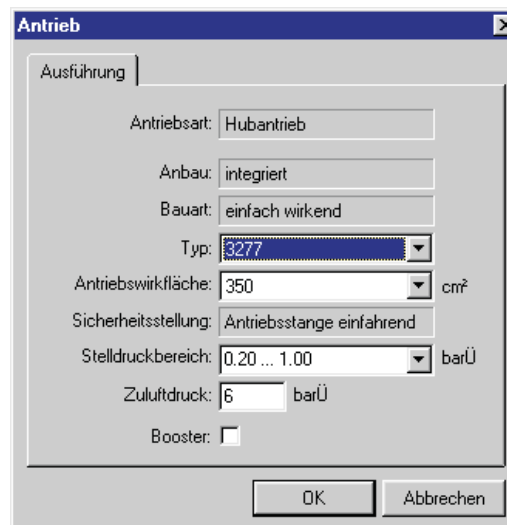 Antrieb
Ausführung
Antriebsart: Hubantrieb
Anbau: integriert
Bauart: einfach wirkend
Typ: 3277
Antriebswirkfläche: 350 cm²
Sicherheitsstellung: Antriebsstange einfahrend
Stelldruckbereich: 0.20 ... 1.00 barÜ
Zuluftdruck: 6 barÜ
Booster:
OK Abbrechen